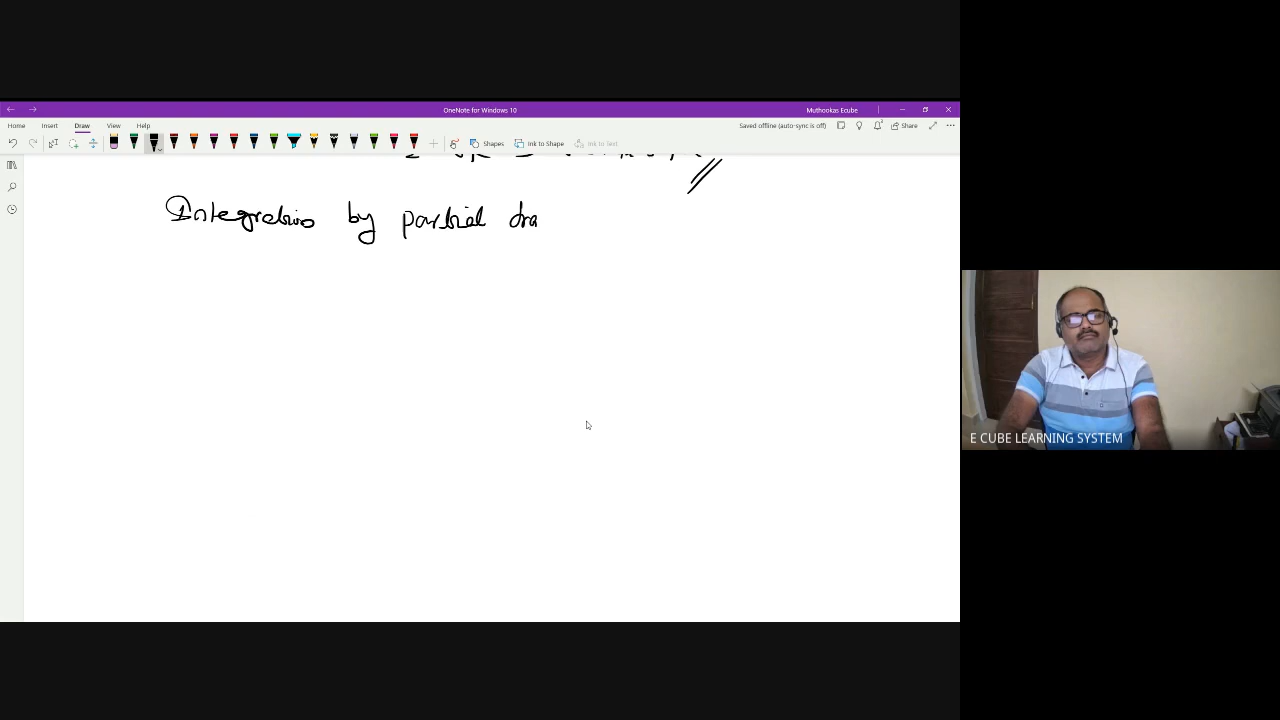 OneNote for Windows 10
Muthookas Ecube
Home Insert Draw View Help
Saved offline (auto-sync is off)
Share
Shapes
Ink to Shape
Ink to Text
Integration by partial fra
E CUBE LEARNING SYSTEM